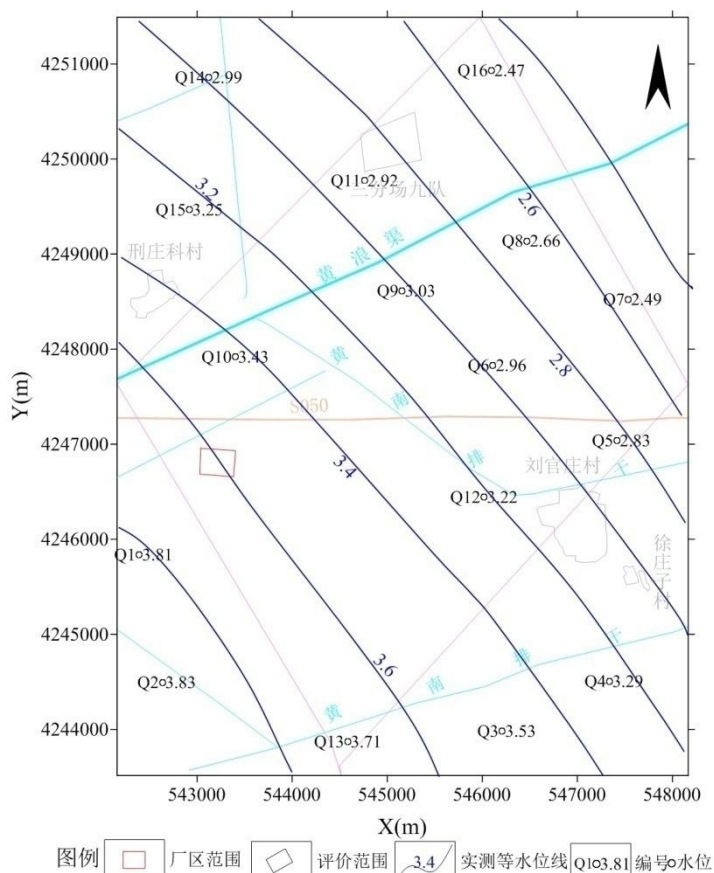 4251000
4250000
4249000
4248000
4247000
4246000
4245000
4244000
Y(m)
Q14 2.99
Q16 2.47
Q11 2.92
三分场九队
3.2
Q15 3.25
2.6
Q8 2.66
刑庄科村
黄浪渠
Q9 3.03
Q7 2.49
Q10 3.43
Q6 2.96
2.8
S050
Q5 2.83
黄南排干
刘官庄村
3.4
Q12 3.22
徐庄子村
Q1 3.81
3.6
Q2 3.83
Q4 3.29
黄南排干
Q13 3.71
Q3 3.53
543000 544000 545000 546000 547000 548000
X(m)
图例 厂区范围 评价范围 3.4 实测等水位线 Q1 3.81 编号 水位